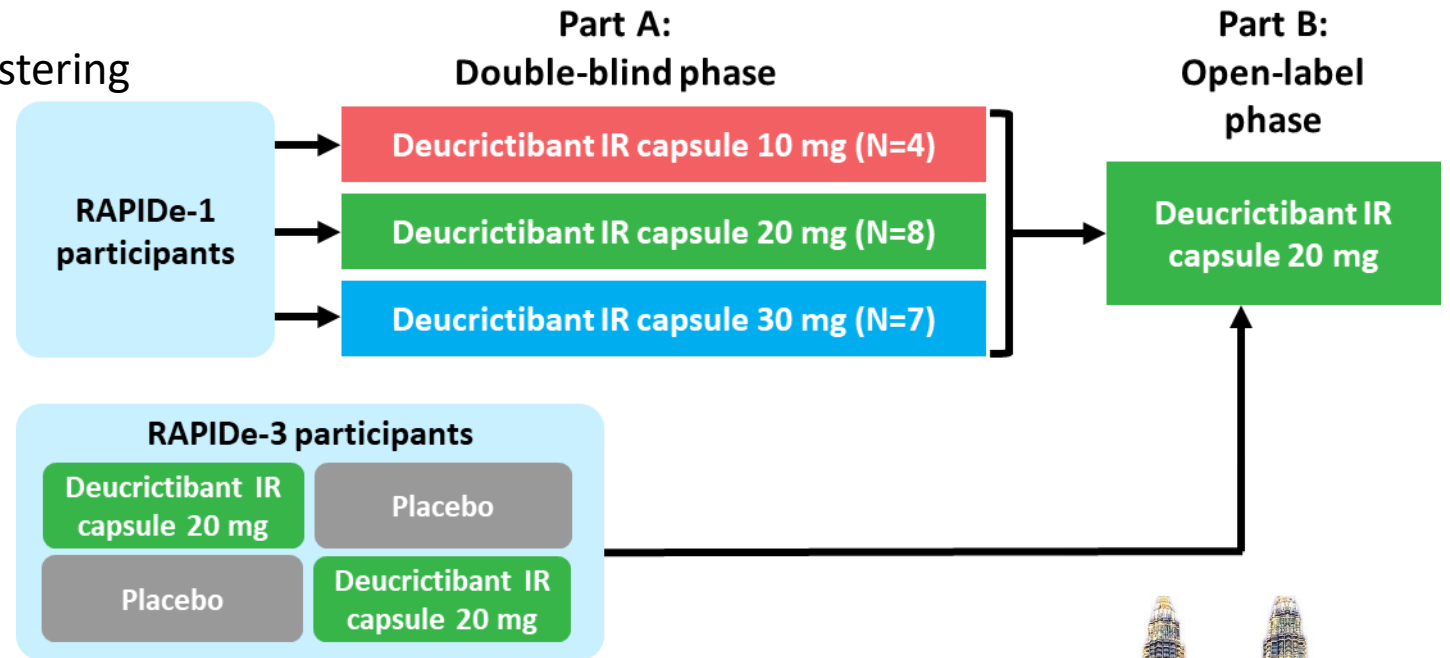 stering
Part A:
Double-blind phase
Part B:
Open-label
phase
RAPIDe-1
participants
Deucrictibant IR capsule 10 mg (N=4)
Deucrictibant IR capsule 20 mg (N=8)
Deucrictibant IR capsule 30 mg (N=7)
Deucrictibant IR
capsule 20 mg
RAPIDe-3 participants
Deucrictibant IR
capsule 20 mg
Placebo
Placebo
Deucrictibant IR
capsule 20 mg